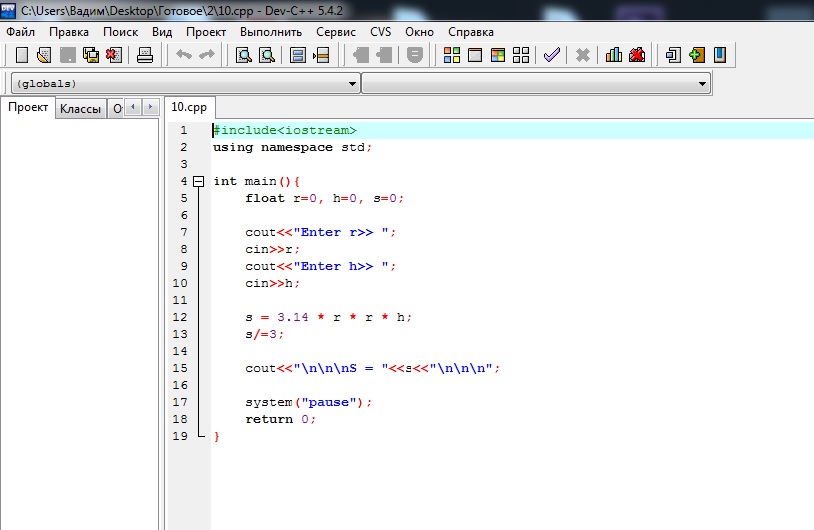 C:\Users\Вадим\Desktop\Готовое\2\10.cpp - Dev-C++ 5.4.2
Файл Правка Поиск Вид Проект Выполнить Сервис CVS Окно Справка
(globals)
Проект Классы О
10.cpp
1 #include<iostream>
2 using namespace std;
3
4 int main(){
5 float r=0, h=0, s=0;
6
7 cout<<"Enter r>> ";
8 cin>>r;
9 cout<<"Enter h>> ";
10 cin>>h;
11
12 s = 3.14 * r * r * h;
13 s/=3;
14
15 cout<<"\n\n\nS = "<<s<<"\n\n\n";
16
17 system("pause");
18 return 0;
19 }